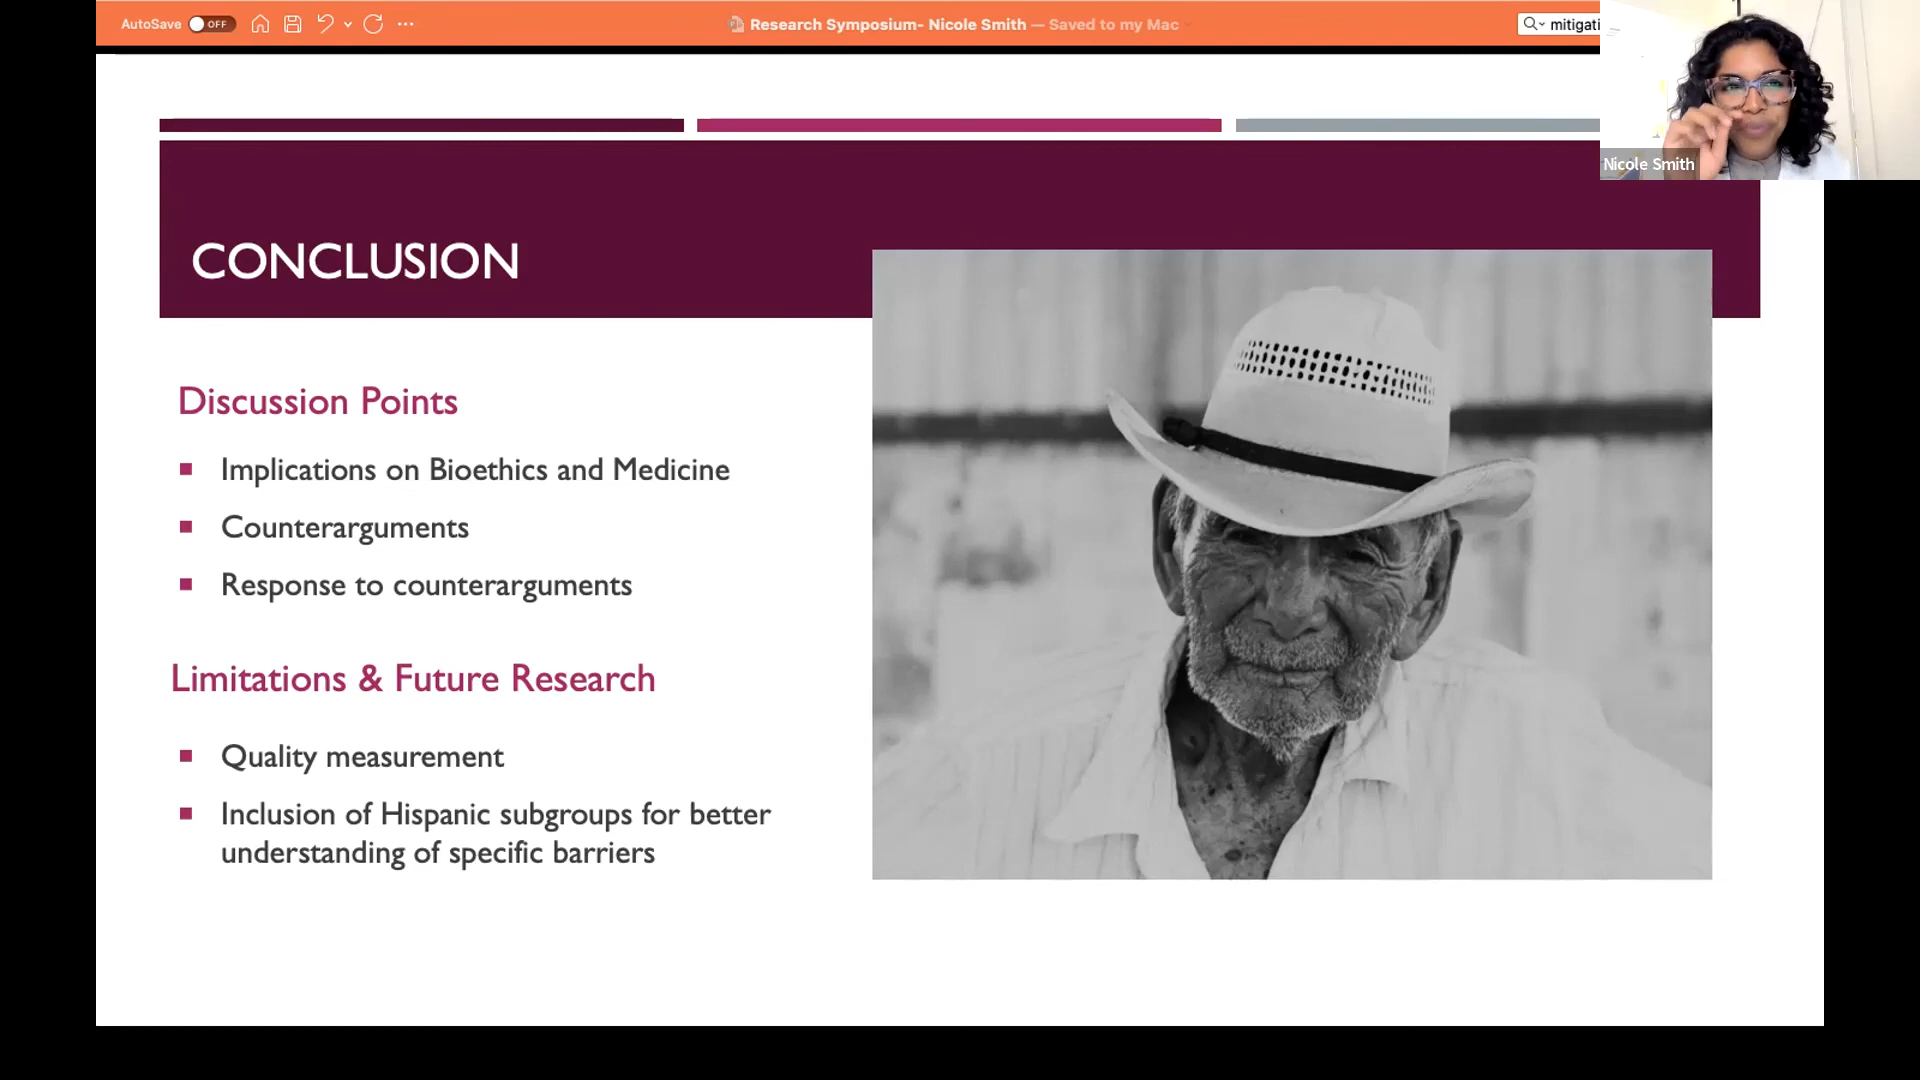 AutoSave OFF
Research Symposium- Nicole Smith — Saved to my Mac
mitigati
Nicole Smith
CONCLUSION
Discussion Points
Implications on Bioethics and Medicine
Counterarguments
Response to counterarguments
Limitations & Future Research
Quality measurement
Inclusion of Hispanic subgroups for better
understanding of specific barriers